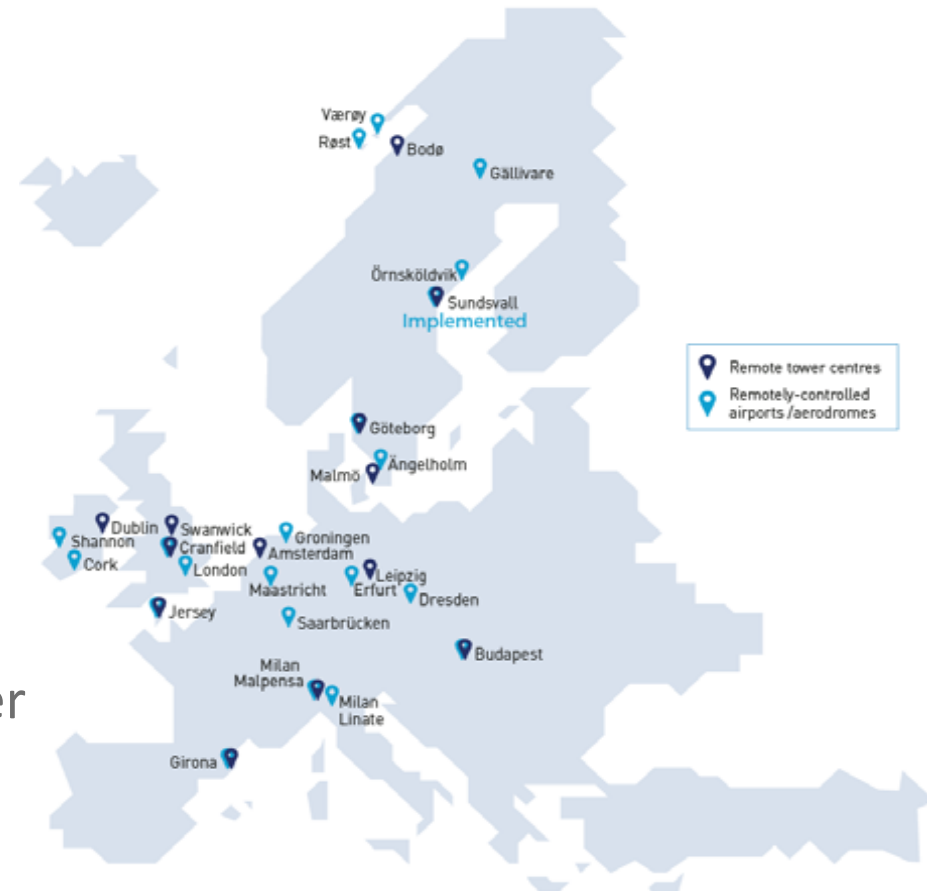 Værøy
Røst
Bodø
Gällivare
Örnsköldvik
Sundsvall
Implemented
Remote tower centres
Remotely-controlled
airports/aerodromes
Göteborg
Ängelholm
Malmö
Dublin
Swanwick
Shannon
Cranfield
Groningen
Amsterdam
Cork
London
Leipzig
Maastricht
Erfurt
Dresden
Jersey
Saarbrücken
Budapest
Milan
Malpensa
Milan
Linate
er
Girona